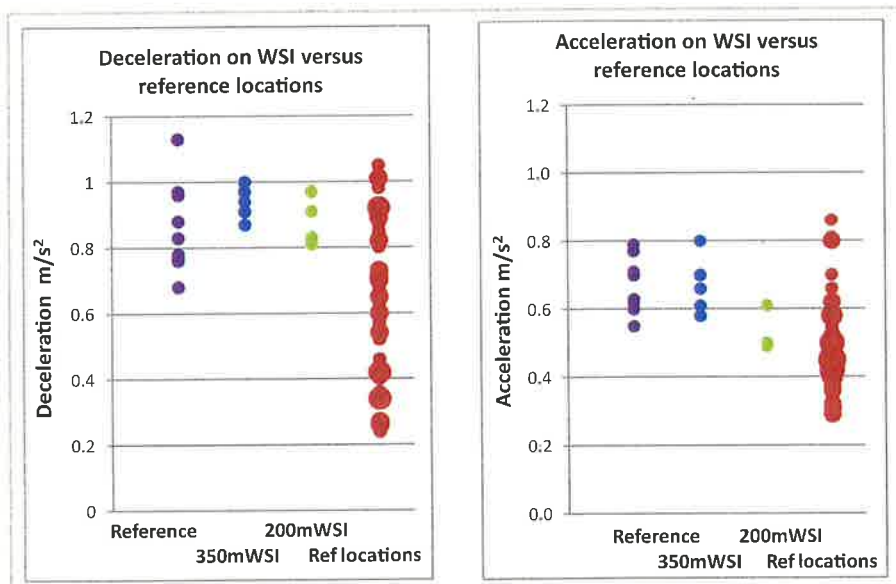 Deceleration on WSI versus
reference locations
1.2
1
0.8
0.6
0.4
0.2
0
Deceleration m/s²
Reference 200mWSI
350mWSI Ref locations
Acceleration on WSI versus
reference locations
1.2
1.0
0.8
0.6
0.4
0.2
0.0
Acceleration m/s²
Reference 200mWSI
350mWSI Ref locations